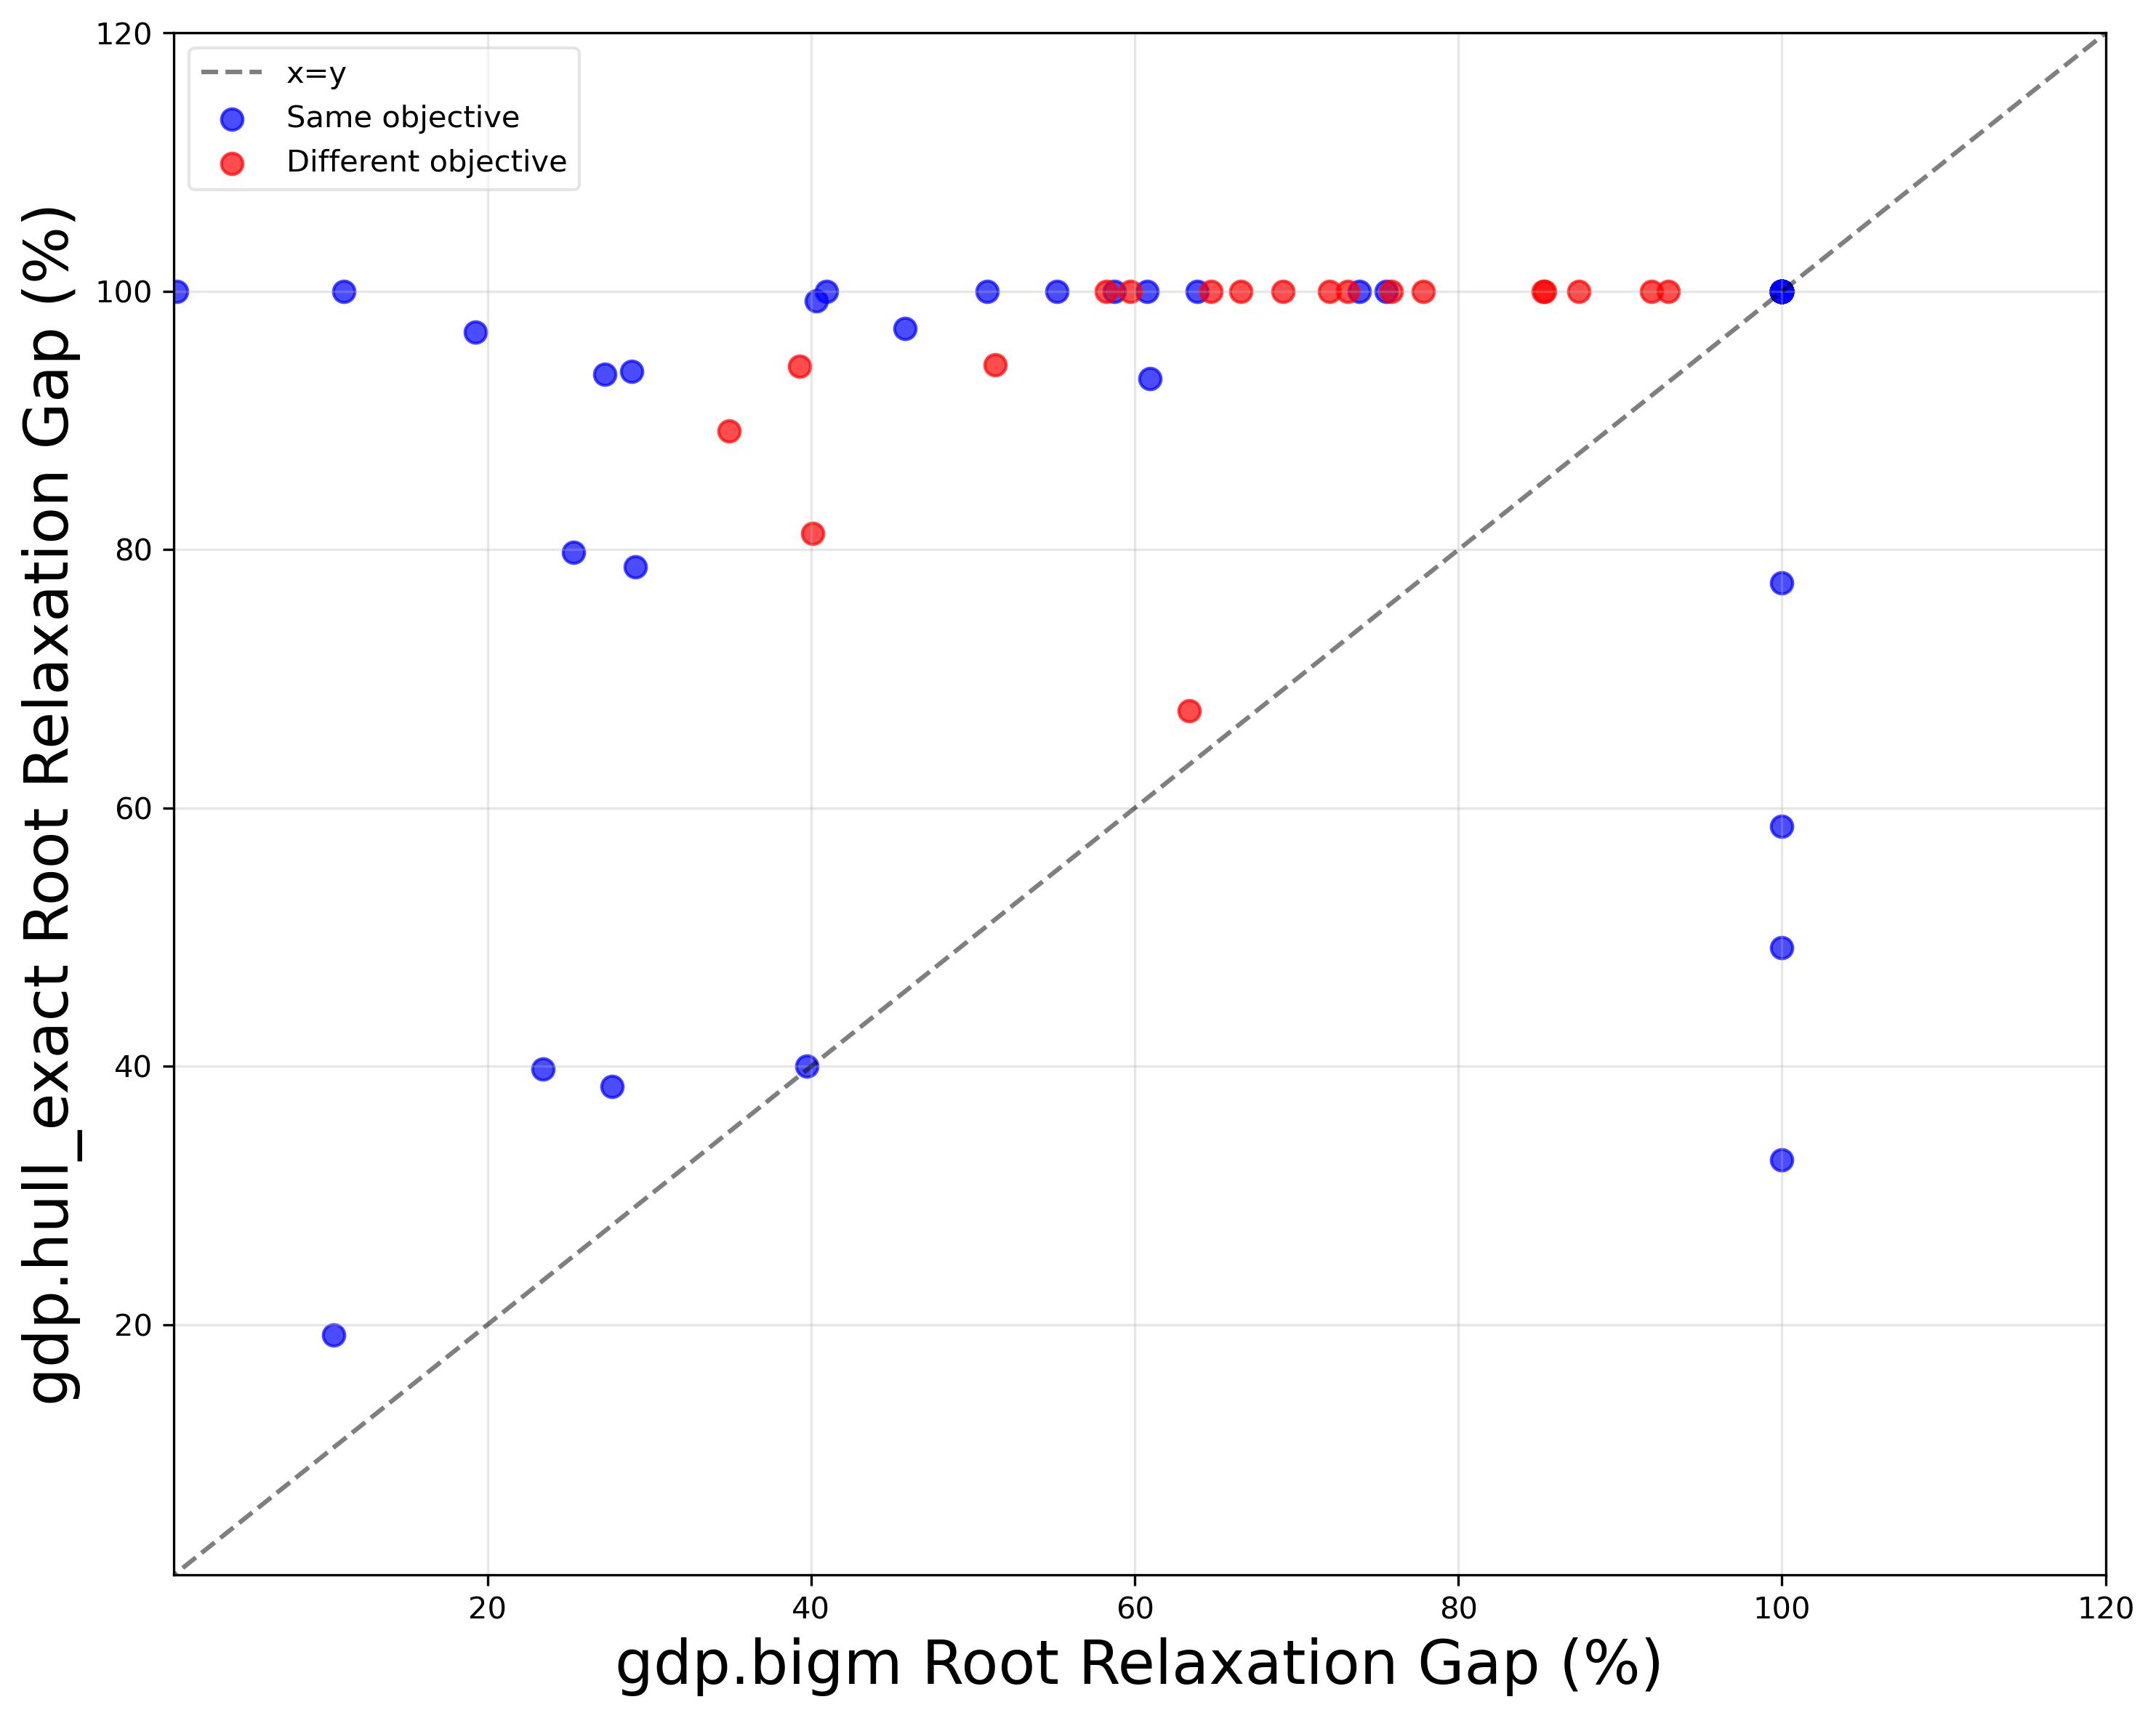 x=y
Same objective
Different objective
gdp.hull_exact Root Relaxation Gap (%)
120
100
80
60
40
20
20 40 60 80 100 120
gdp.bigm Root Relaxation Gap (%)